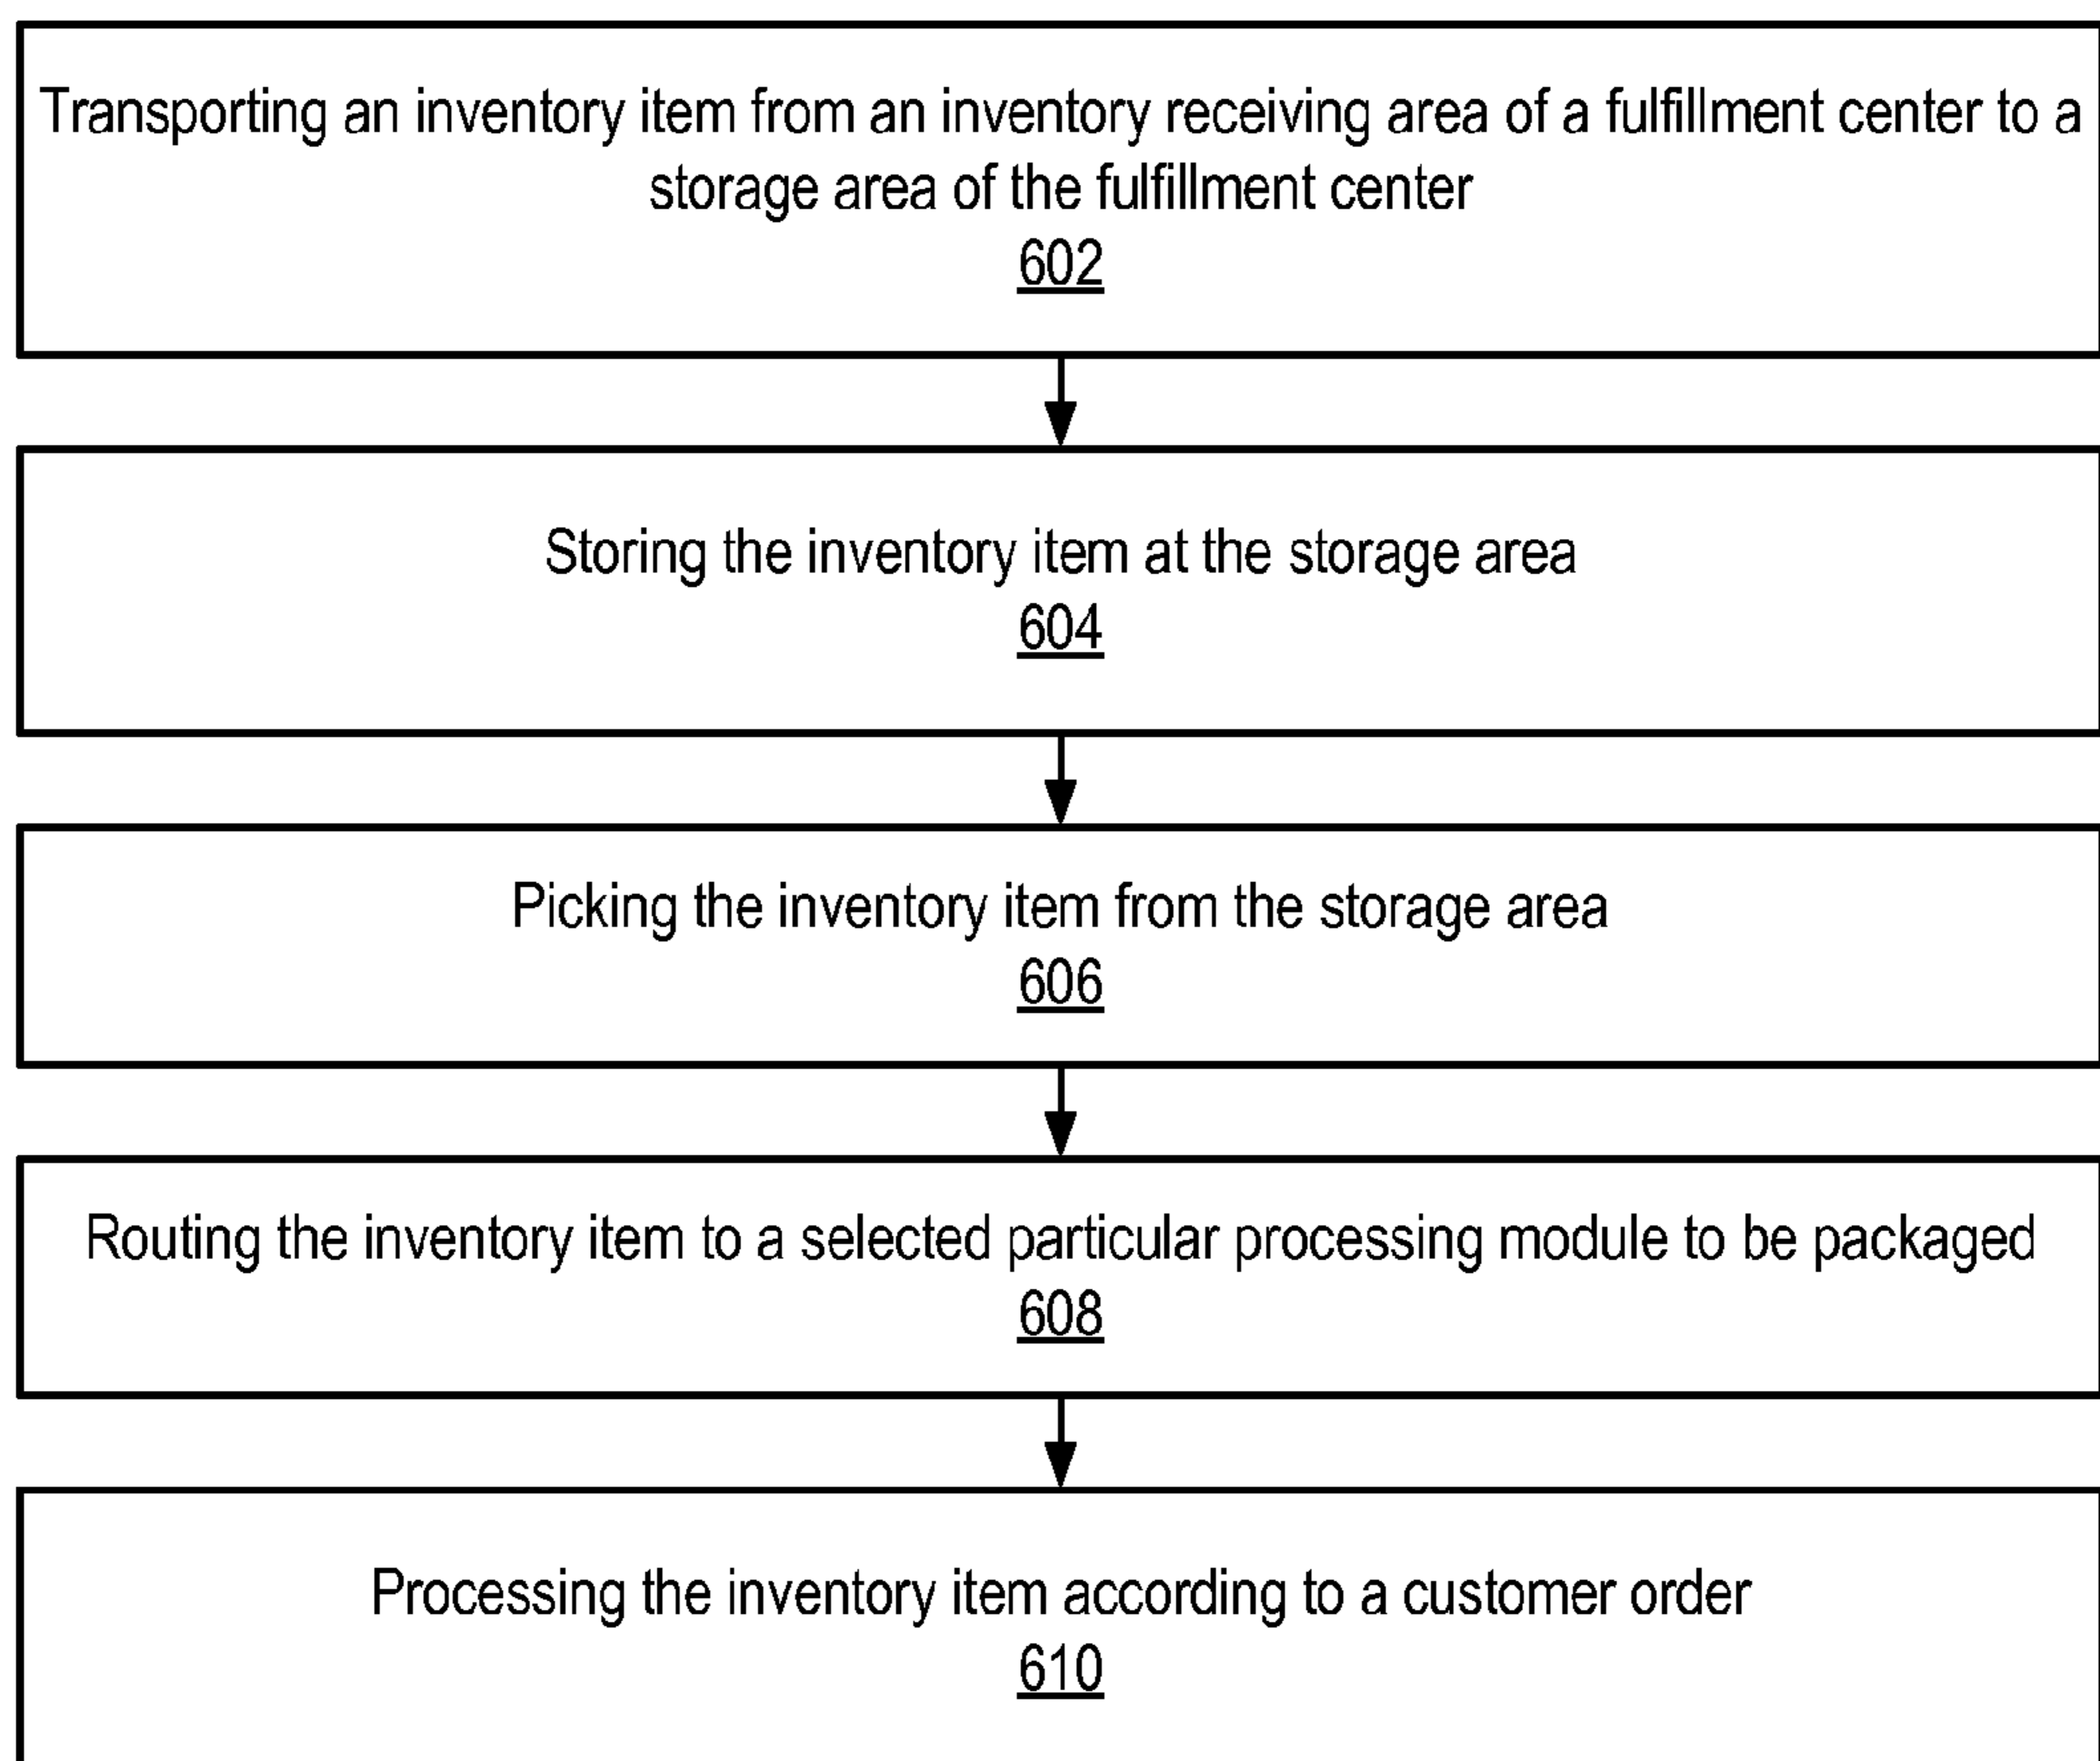 Transporting an inventory item from an inventory receiving area of a fulfillment center to a
storage area of the fulfillment center
602
Storing the inventory item at the storage area
604
Picking the inventory item from the storage area
606
Routing the inventory item to a selected particular processing module to be packaged
608
Processing the inventory item according to a customer order
610